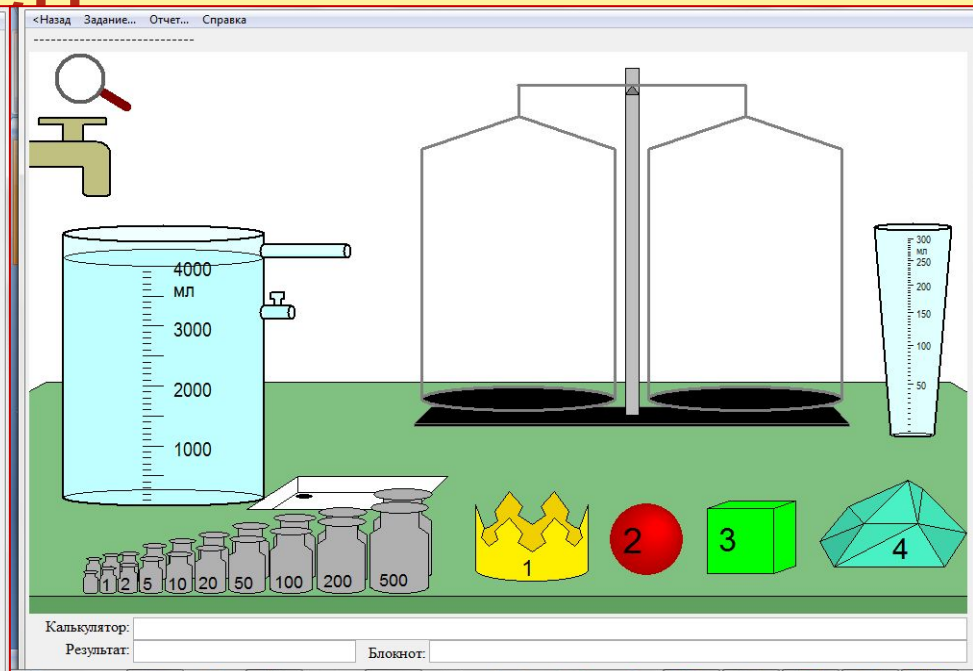 <Назад Задание... Отчет... Справка
----------------------------
4000
мл
3000
2000
1000
300
мл
250
200
150
100
50
1 2 5 10 20 50 100 200 500
1
2
3
4
Калькулятор:
Результат:
Блокнот: